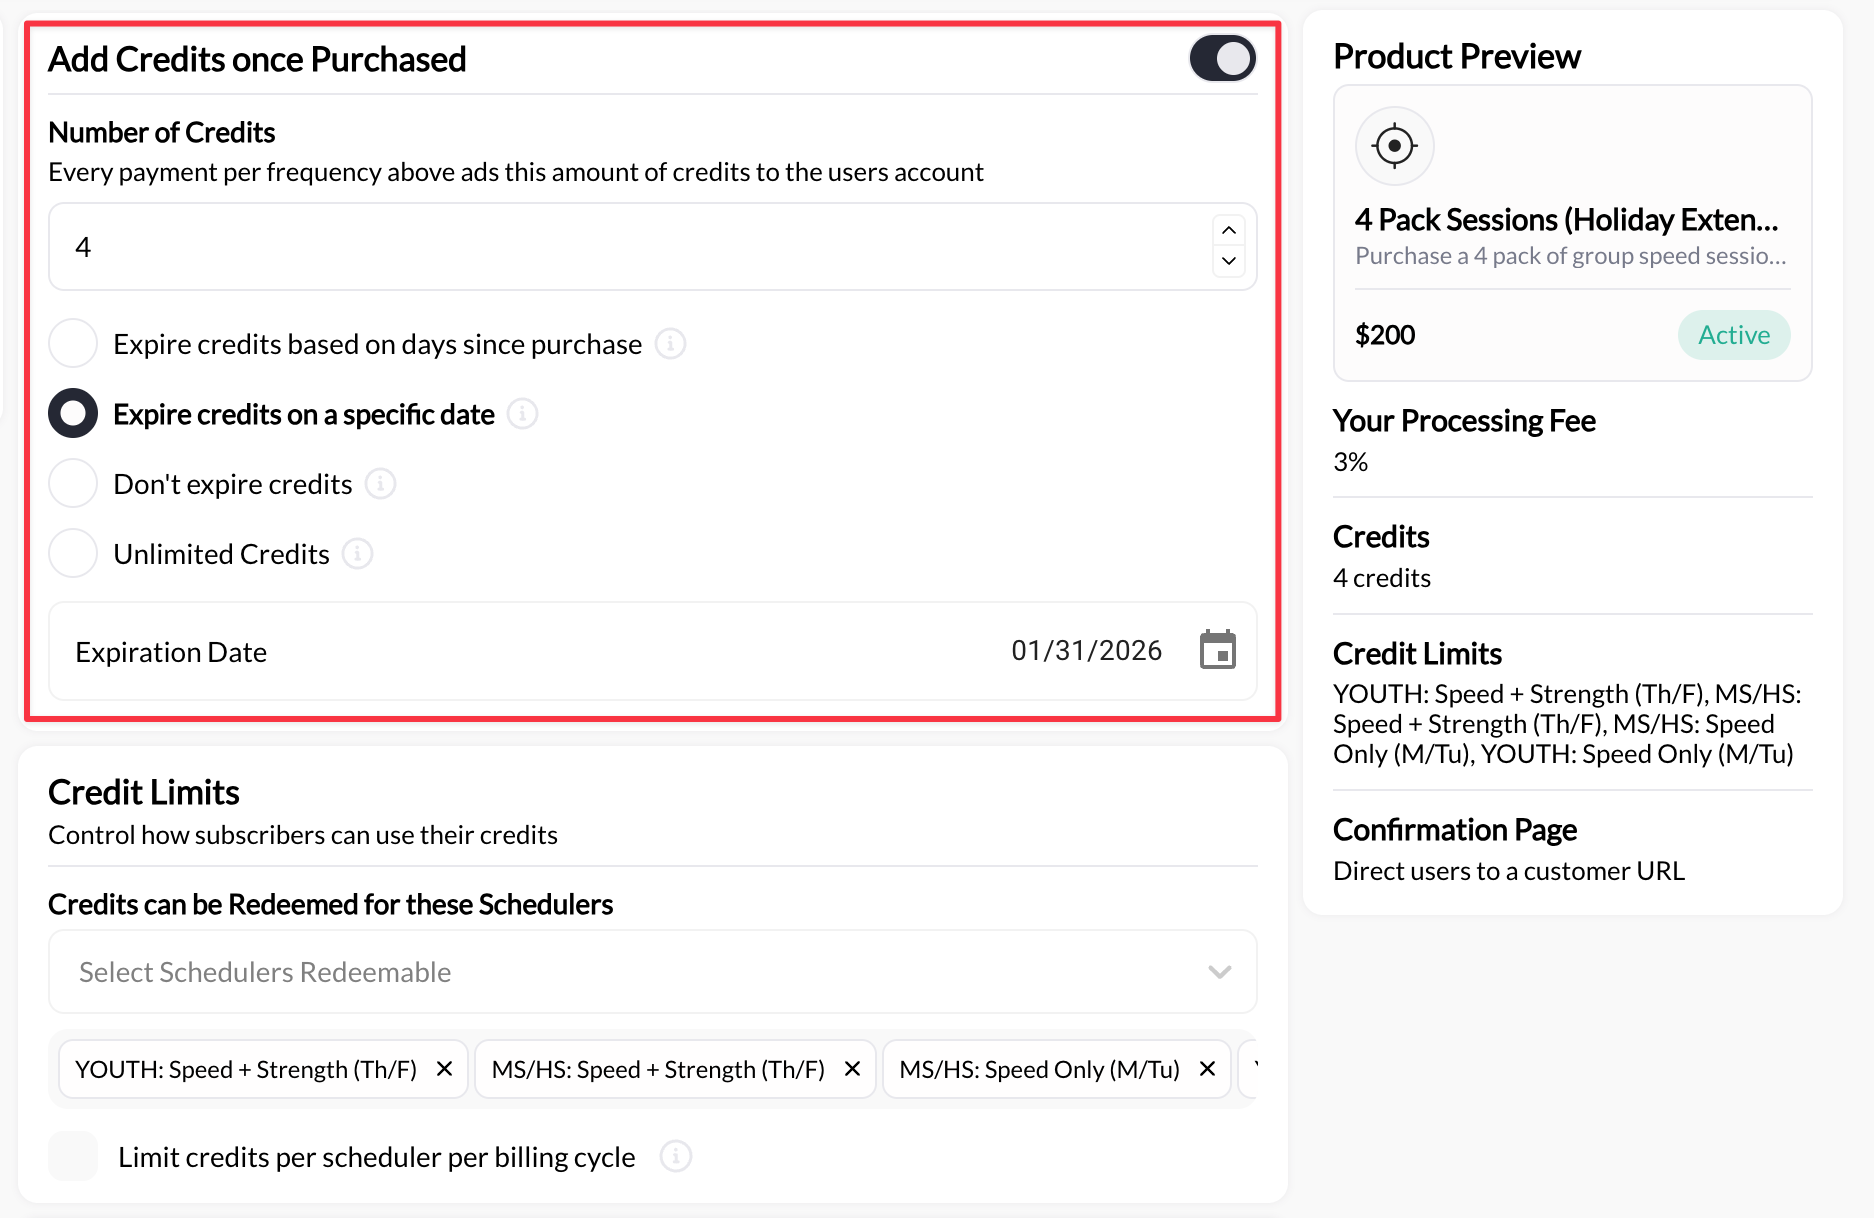 Add Credits once Purchased
Number of Credits
Every payment per frequency above ads this amount of credits to the users account
4
Expire credits based on days since purchase
Expire credits on a specific date
Don't expire credits
Unlimited Credits
Expiration Date 01/31/2026
Credit Limits
Control how subscribers can use their credits
Credits can be Redeemed for these Schedulers
Select Schedulers Redeemable
YOUTH: Speed + Strength (Th/F) MS/HS: Speed + Strength (Th/F) MS/HS: Speed Only (M/Tu)
Limit credits per scheduler per billing cycle
Product Preview
4 Pack Sessions (Holiday Exten...
Purchase a 4 pack of group speed sessio...
$200 Active
Your Processing Fee
3%
Credits
4 credits
Credit Limits
YOUTH: Speed + Strength (Th/F), MS/HS:
Speed + Strength (Th/F), MS/HS: Speed
Only (M/Tu), YOUTH: Speed Only (M/Tu)
Confirmation Page
Direct users to a customer URL